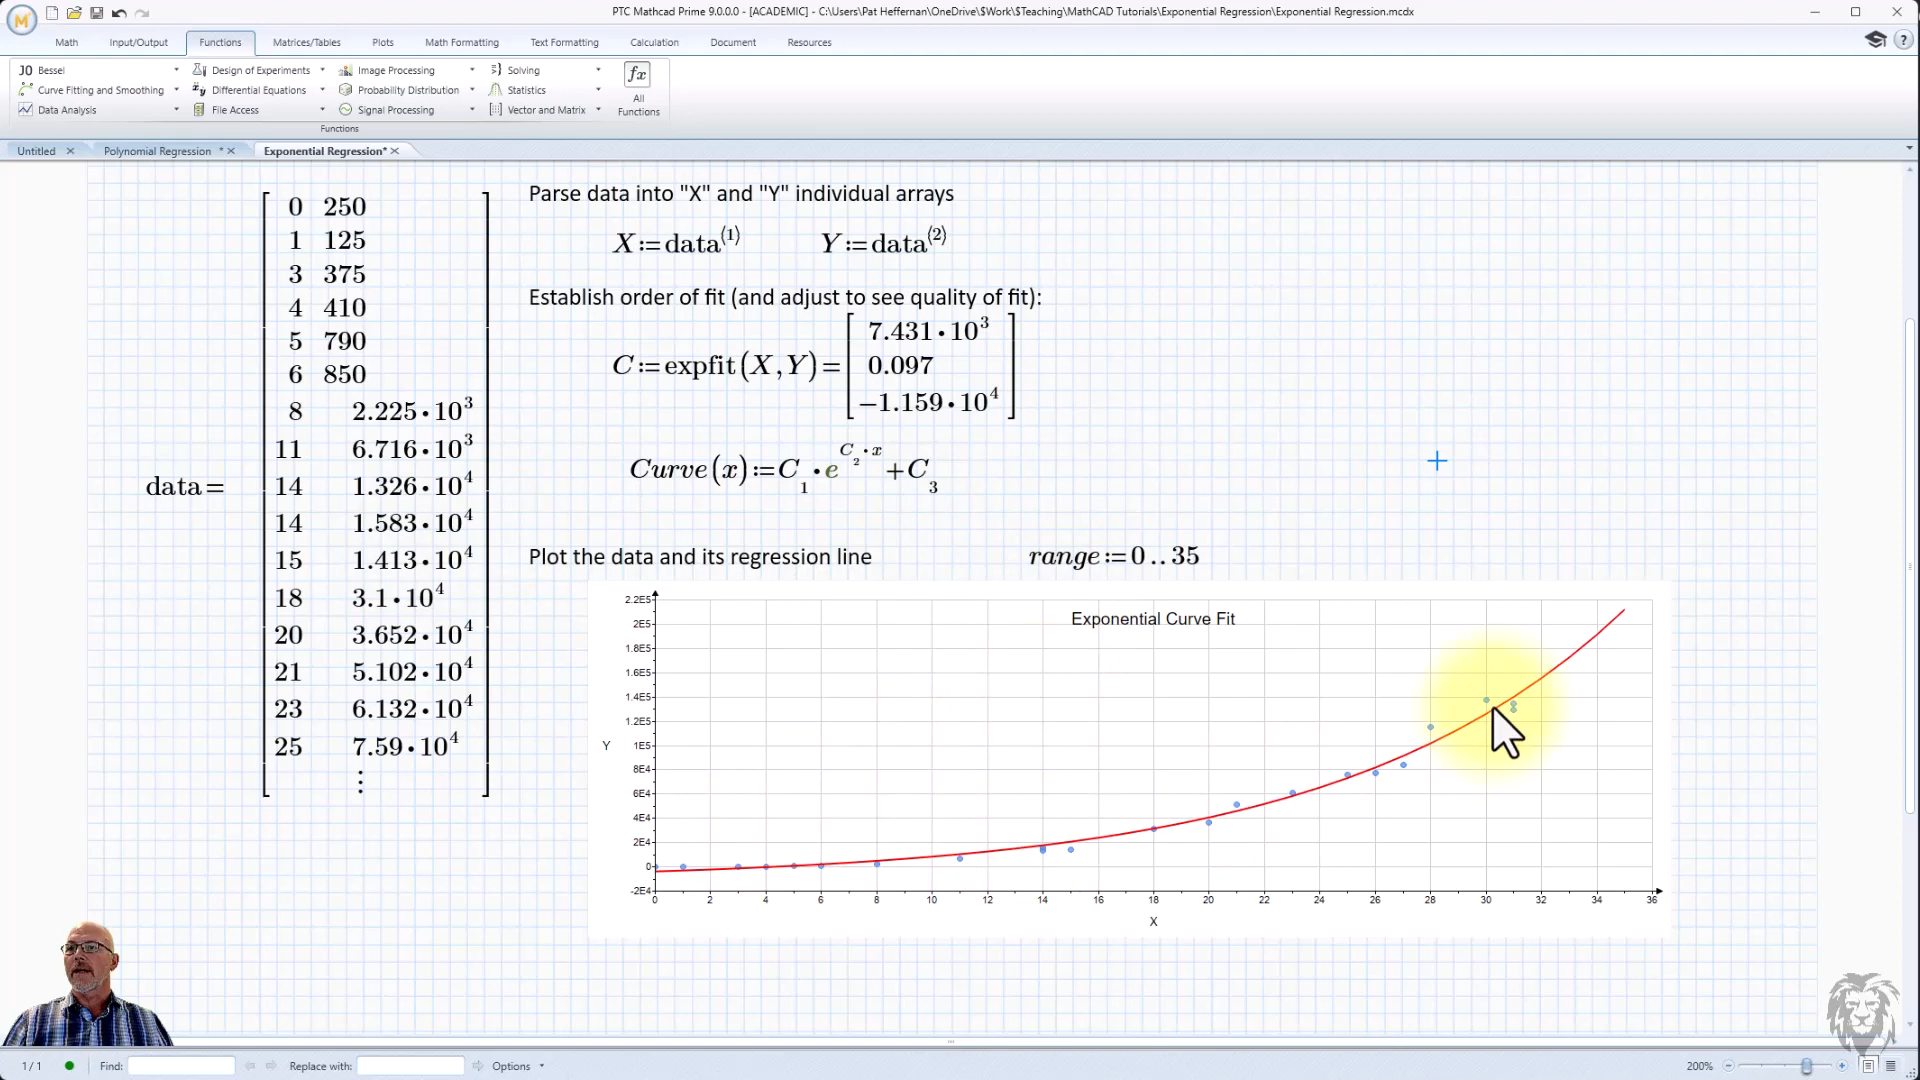 PTC Mathcad Prime 9.0.0.0 - [ACADEMIC] - C:\Users\Pat Heffernan\OneDrive\$Work\$Teaching\MathCAD Tutorials\Exponential Regression\Exponential Regression.mcdx
Math Input/Output Functions Matrices/Tables Plots Math Formatting Text Formatting Calculation Document Resources
J0 Bessel Design of Experiments Image Processing Solving
Curve Fitting and Smoothing Differential Equations Probability Distribution Statistics
Data Analysis File Access Signal Processing Vector and Matrix
fx All Functions
Functions
Untitled × Polynomial Regression * × Exponential Regression* ×
data=
0 250
1 125
3 375
4 410
5 790
6 850
8 2.225·10³
11 6.716·10³
14 1.326·10⁴
14 1.583·10⁴
15 1.413·10⁴
18 3.1·10⁴
20 3.652·10⁴
21 5.102·10⁴
23 6.132·10⁴
25 7.59·10⁴
⋮
Parse data into "X" and "Y" individual arrays
X:=data⟨1⟩ Y:=data⟨2⟩
Establish order of fit (and adjust to see quality of fit):
C:=expfit(X,Y)=
7.431·10³
0.097
−1.159·10⁴
Curve(x):=C₁·e^(C₂·x)+C₃
Plot the data and its regression line range:=0..35
Exponential Curve Fit
2.2E5
2E5
1.8E5
1.6E5
1.4E5
1.2E5
1E5
8E4
6E4
4E4
2E4
0
-2E4
Y
0 2 4 6 8 10 12 14 16 18 20 22 24 26 28 30 32 34 36
X
1/1 Find: Replace with: Options 200%